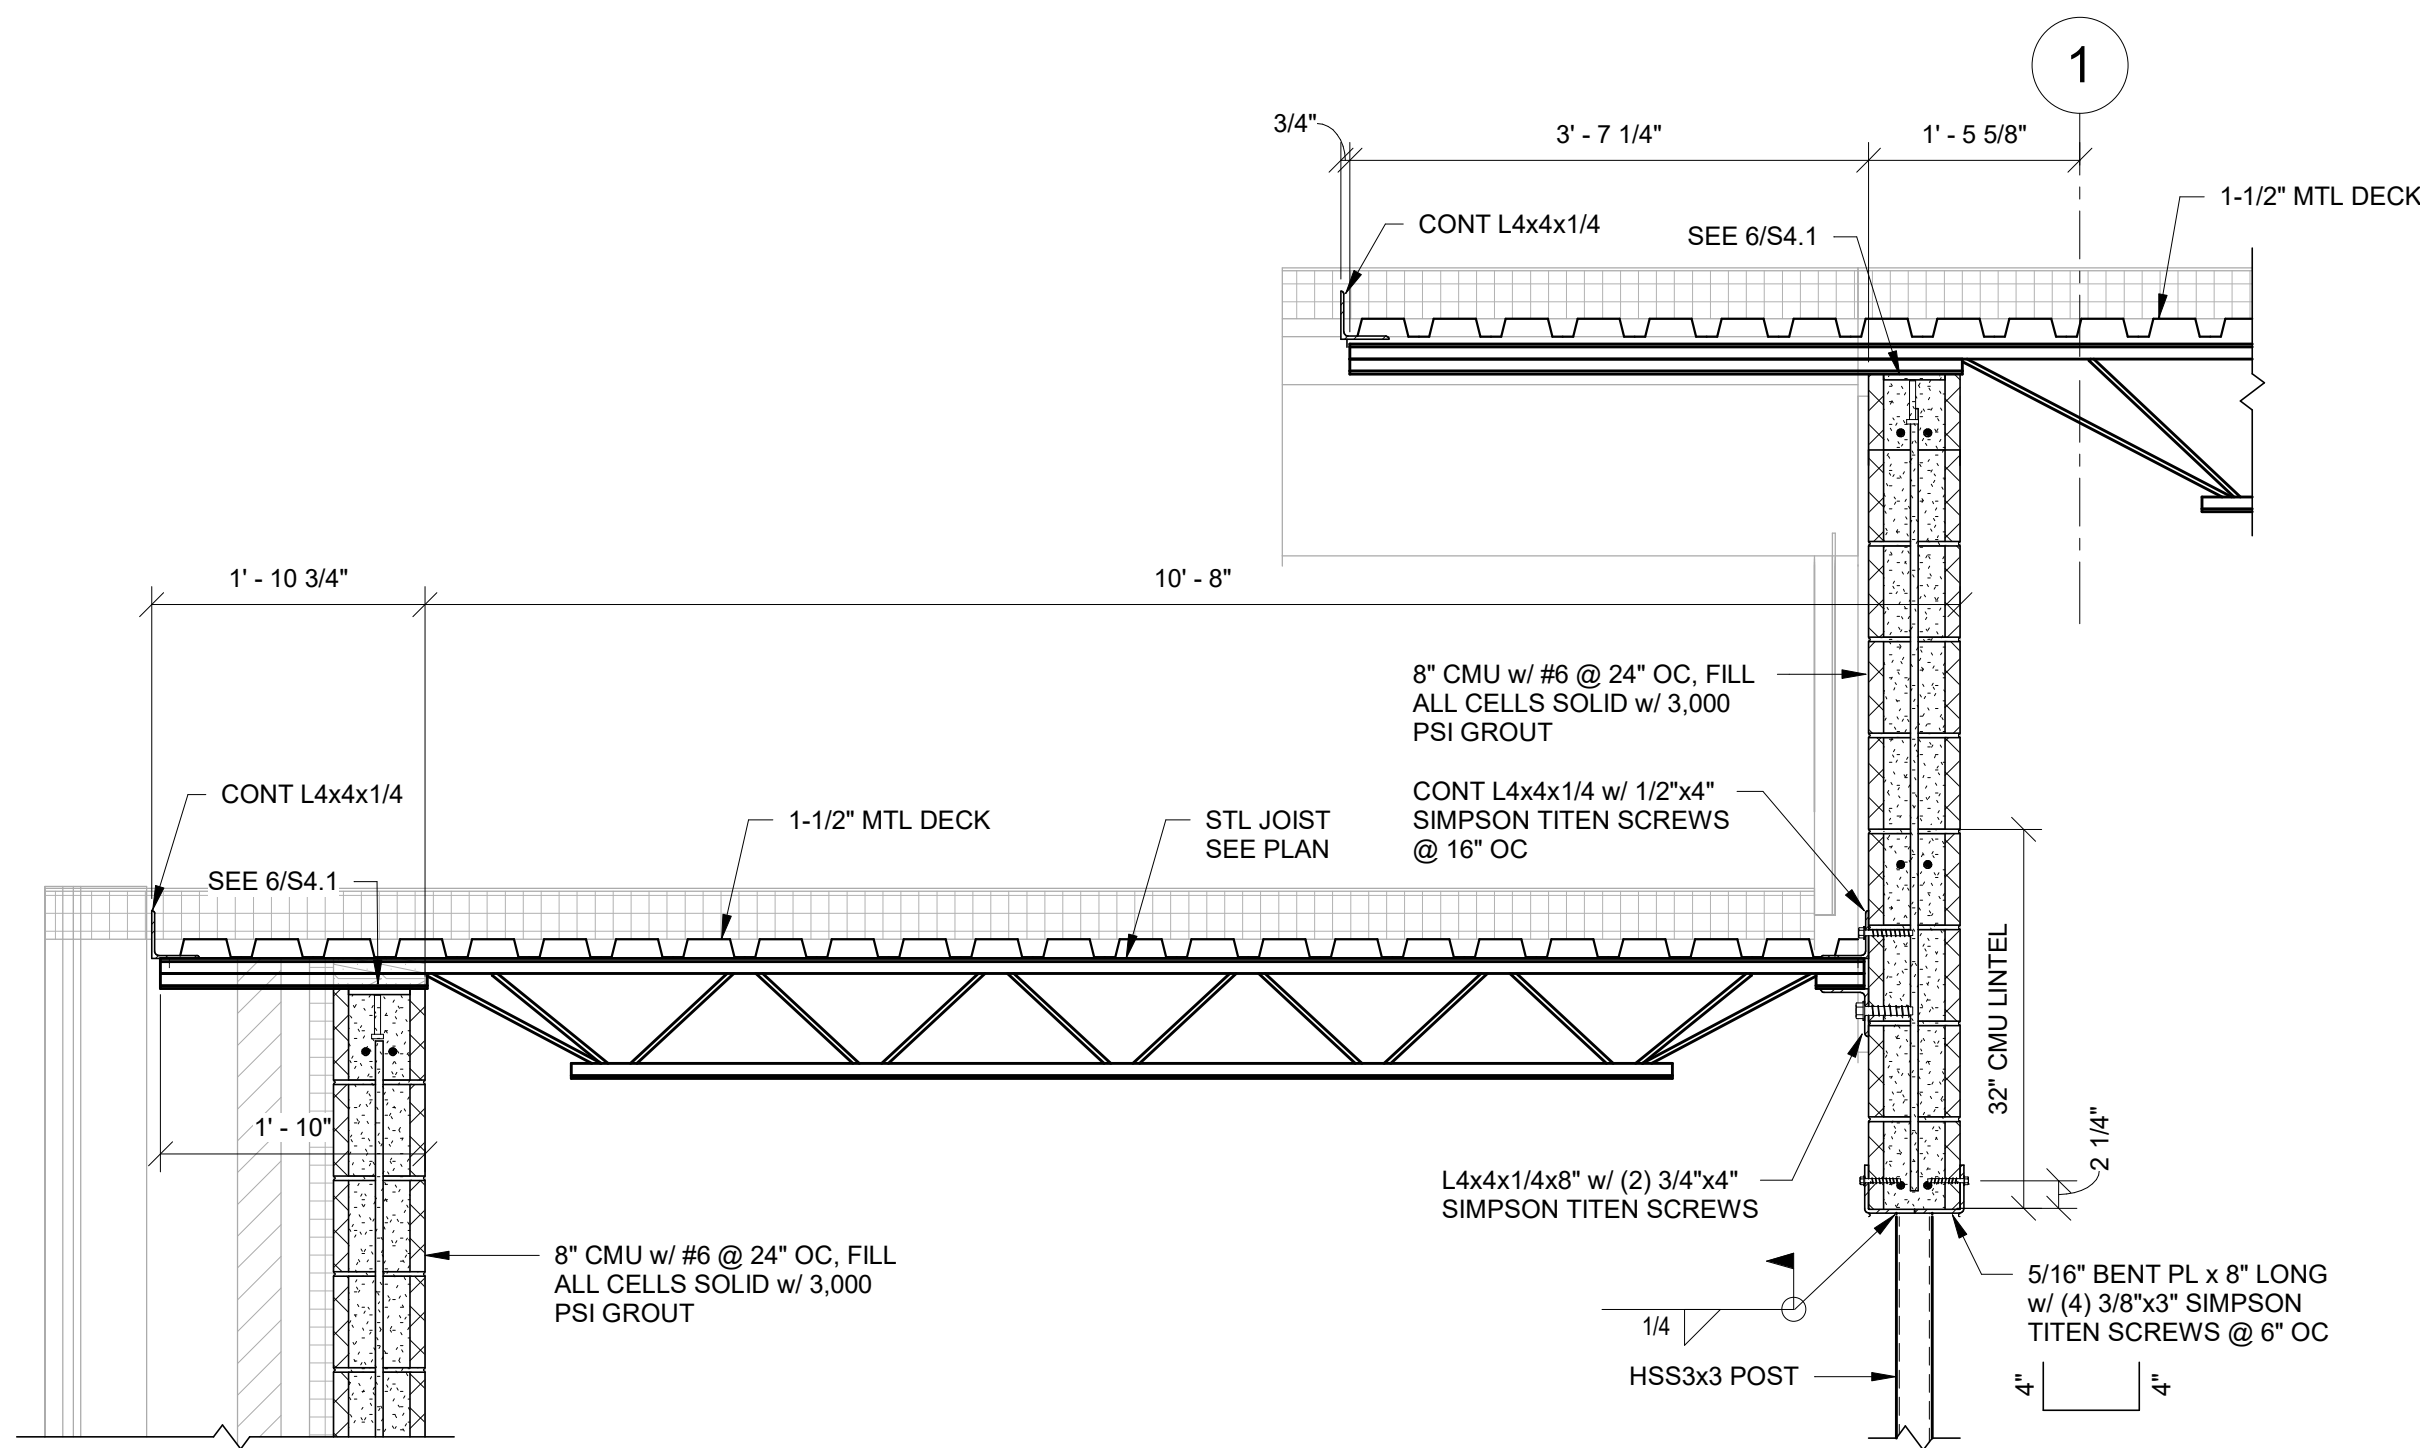 1
3/4"
3' - 7 1/4"
1' - 5 5/8"
1-1/2" MTL DECK
CONT L4x4x1/4
SEE 6/S4.1
1' - 10 3/4"
10' - 8"
8" CMU w/ #6 @ 24" OC, FILL
ALL CELLS SOLID w/ 3,000
PSI GROUT
CONT L4x4x1/4
1-1/2" MTL DECK
STL JOIST
SEE PLAN
CONT L4x4x1/4 w/ 1/2"x4"
SIMPSON TITEN SCREWS
@ 16" OC
SEE 6/S4.1
32" CMU LINTEL
1' - 10"
2 1/4"
L4x4x1/4x8" w/ (2) 3/4"x4"
SIMPSON TITEN SCREWS
8" CMU w/ #6 @ 24" OC, FILL
ALL CELLS SOLID w/ 3,000
PSI GROUT
1/4
5/16" BENT PL x 8" LONG
w/ (4) 3/8"x3" SIMPSON
TITEN SCREWS @ 6" OC
HSS3x3 POST
4"
4"